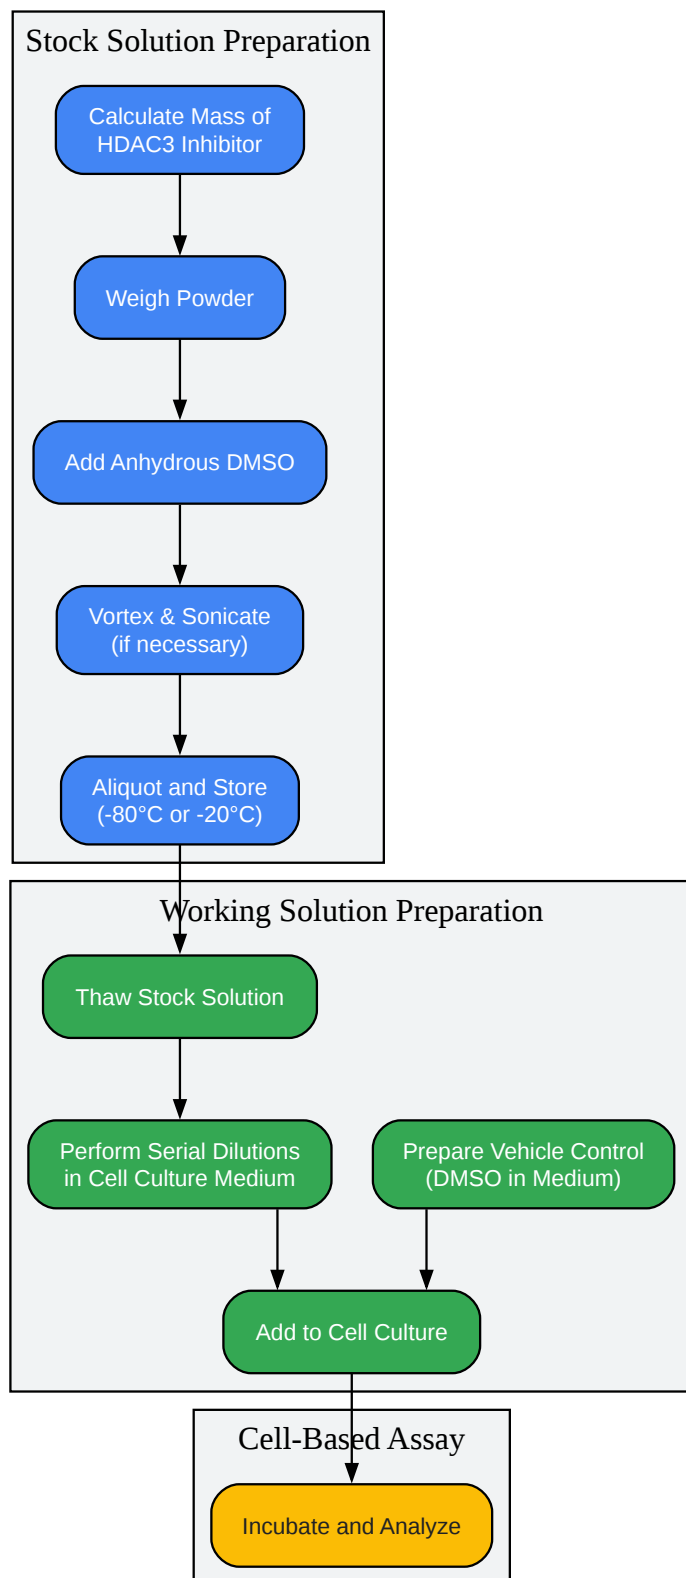 Stock Solution Preparation
Calculate Mass of
HDAC3 Inhibitor
Weigh Powder
Add Anhydrous DMSO
Vortex & Sonicate
(if necessary)
Aliquot and Store
(-80°C or -20°C)
Working Solution Preparation
Thaw Stock Solution
Perform Serial Dilutions
in Cell Culture Medium
Prepare Vehicle Control
(DMSO in Medium)
Add to Cell Culture
Cell-Based Assay
Incubate and Analyze